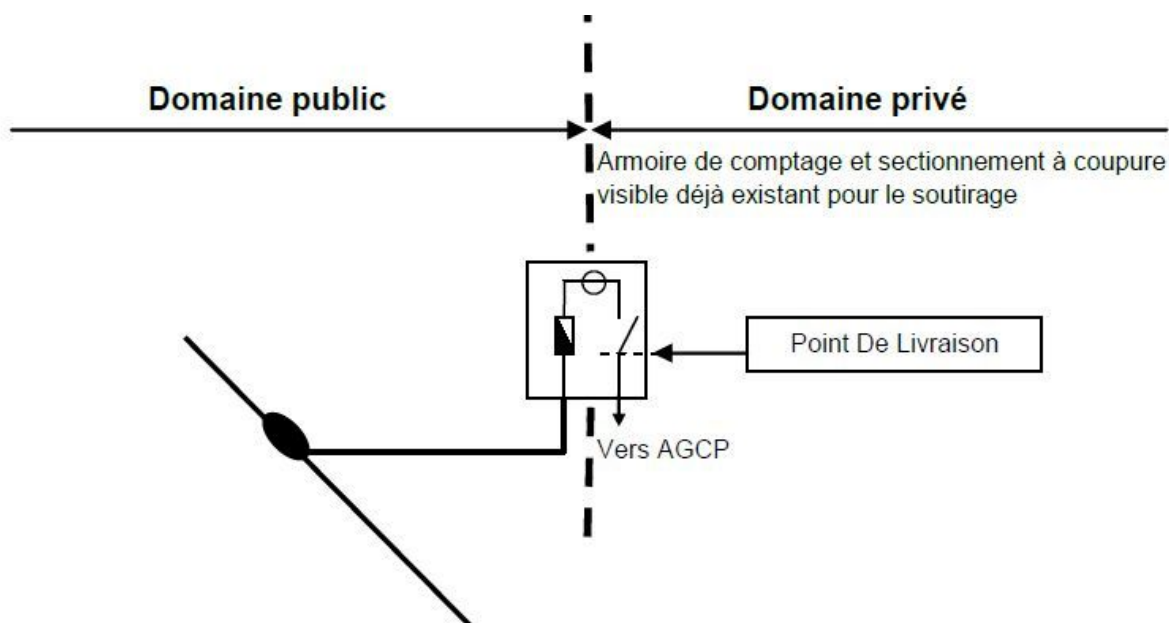 Domaine public
Domaine privé
Armoire de comptage et sectionnement à coupure
visible déjà existant pour le soutirage
Point De Livraison
Vers AGCP